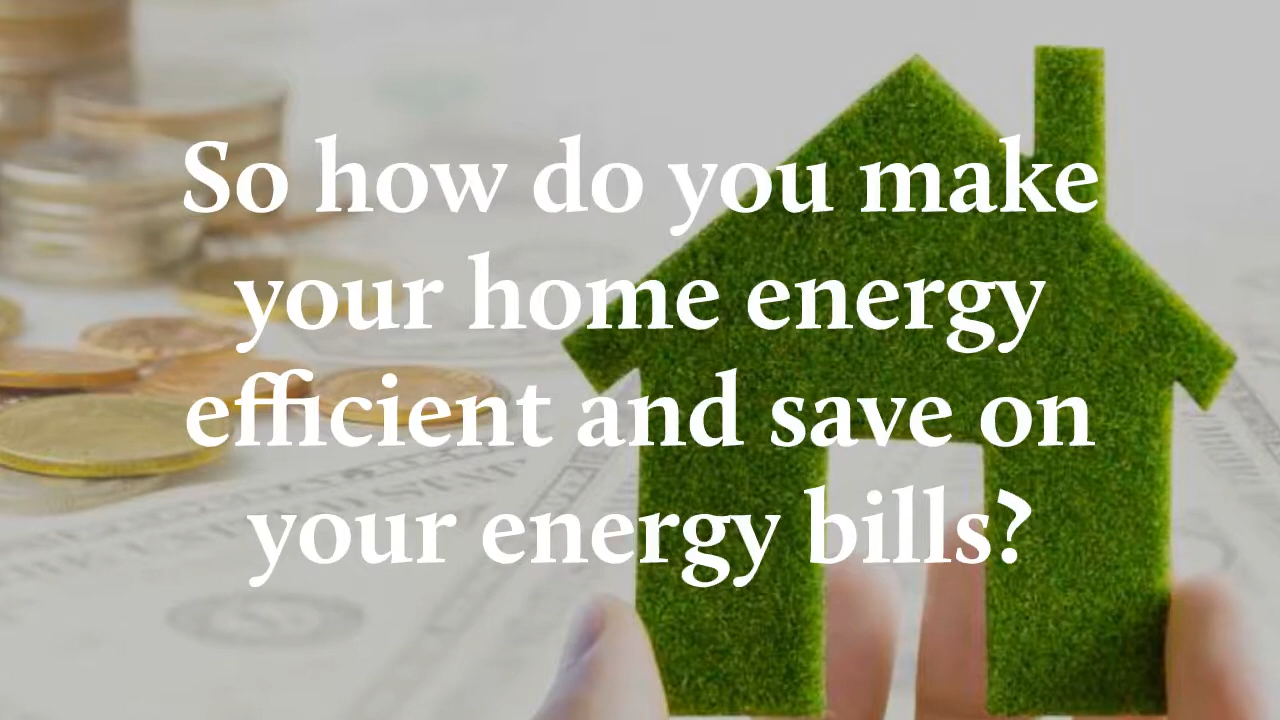 So how do you make
your home energy
efficient and save on
your energy bills?